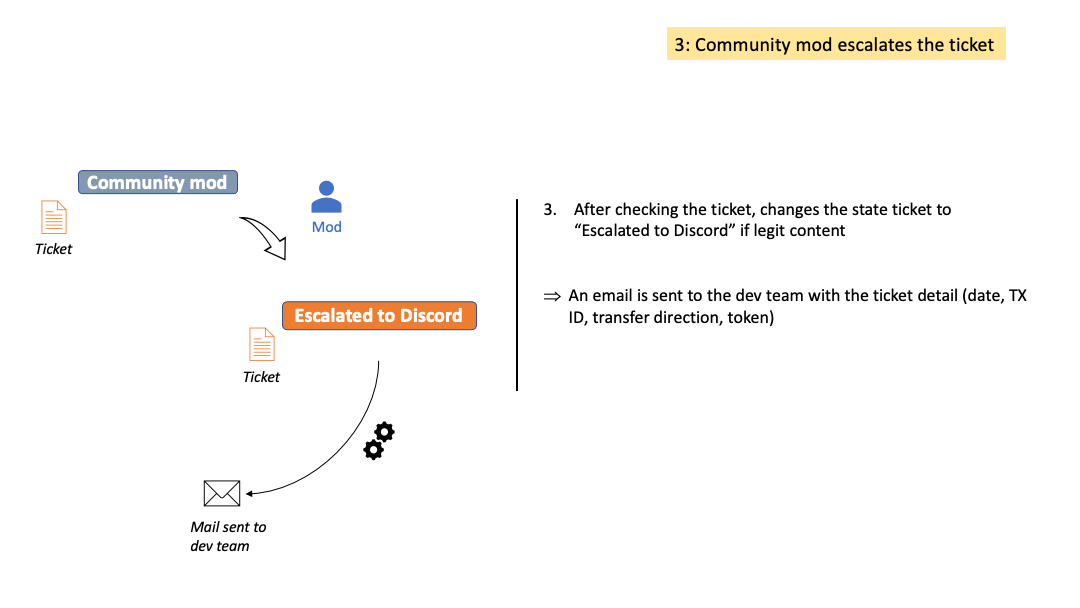 3: Community mod escalates the ticket
Community mod
Ticket
Mod
Escalated to Discord
Ticket
Mail sent to
dev team
3. After checking the ticket, changes the state ticket to
“Escalated to Discord” if legit content
⇒ An email is sent to the dev team with the ticket detail (date, TX
ID, transfer direction, token)